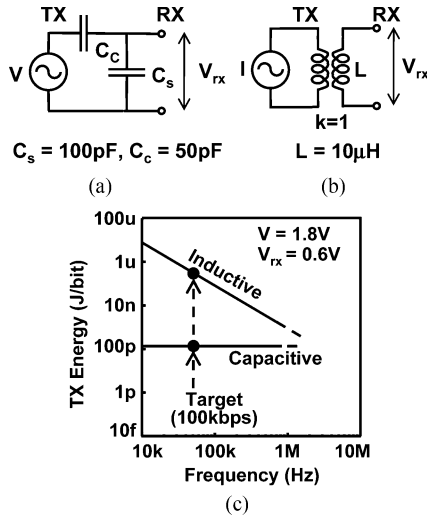 TX RX
V C_C C_s V_rx
C_s = 100pF, C_c = 50pF
(a)
TX RX
I L V_rx
k=1
L = 10μH
(b)
TX Energy (J/bit)
100u
1u
10n
100p
1p
10f
V = 1.8V
V_rx = 0.6V
Inductive
Capacitive
Target
(100kbps)
10k 100k 1M 10M
Frequency (Hz)
(c)